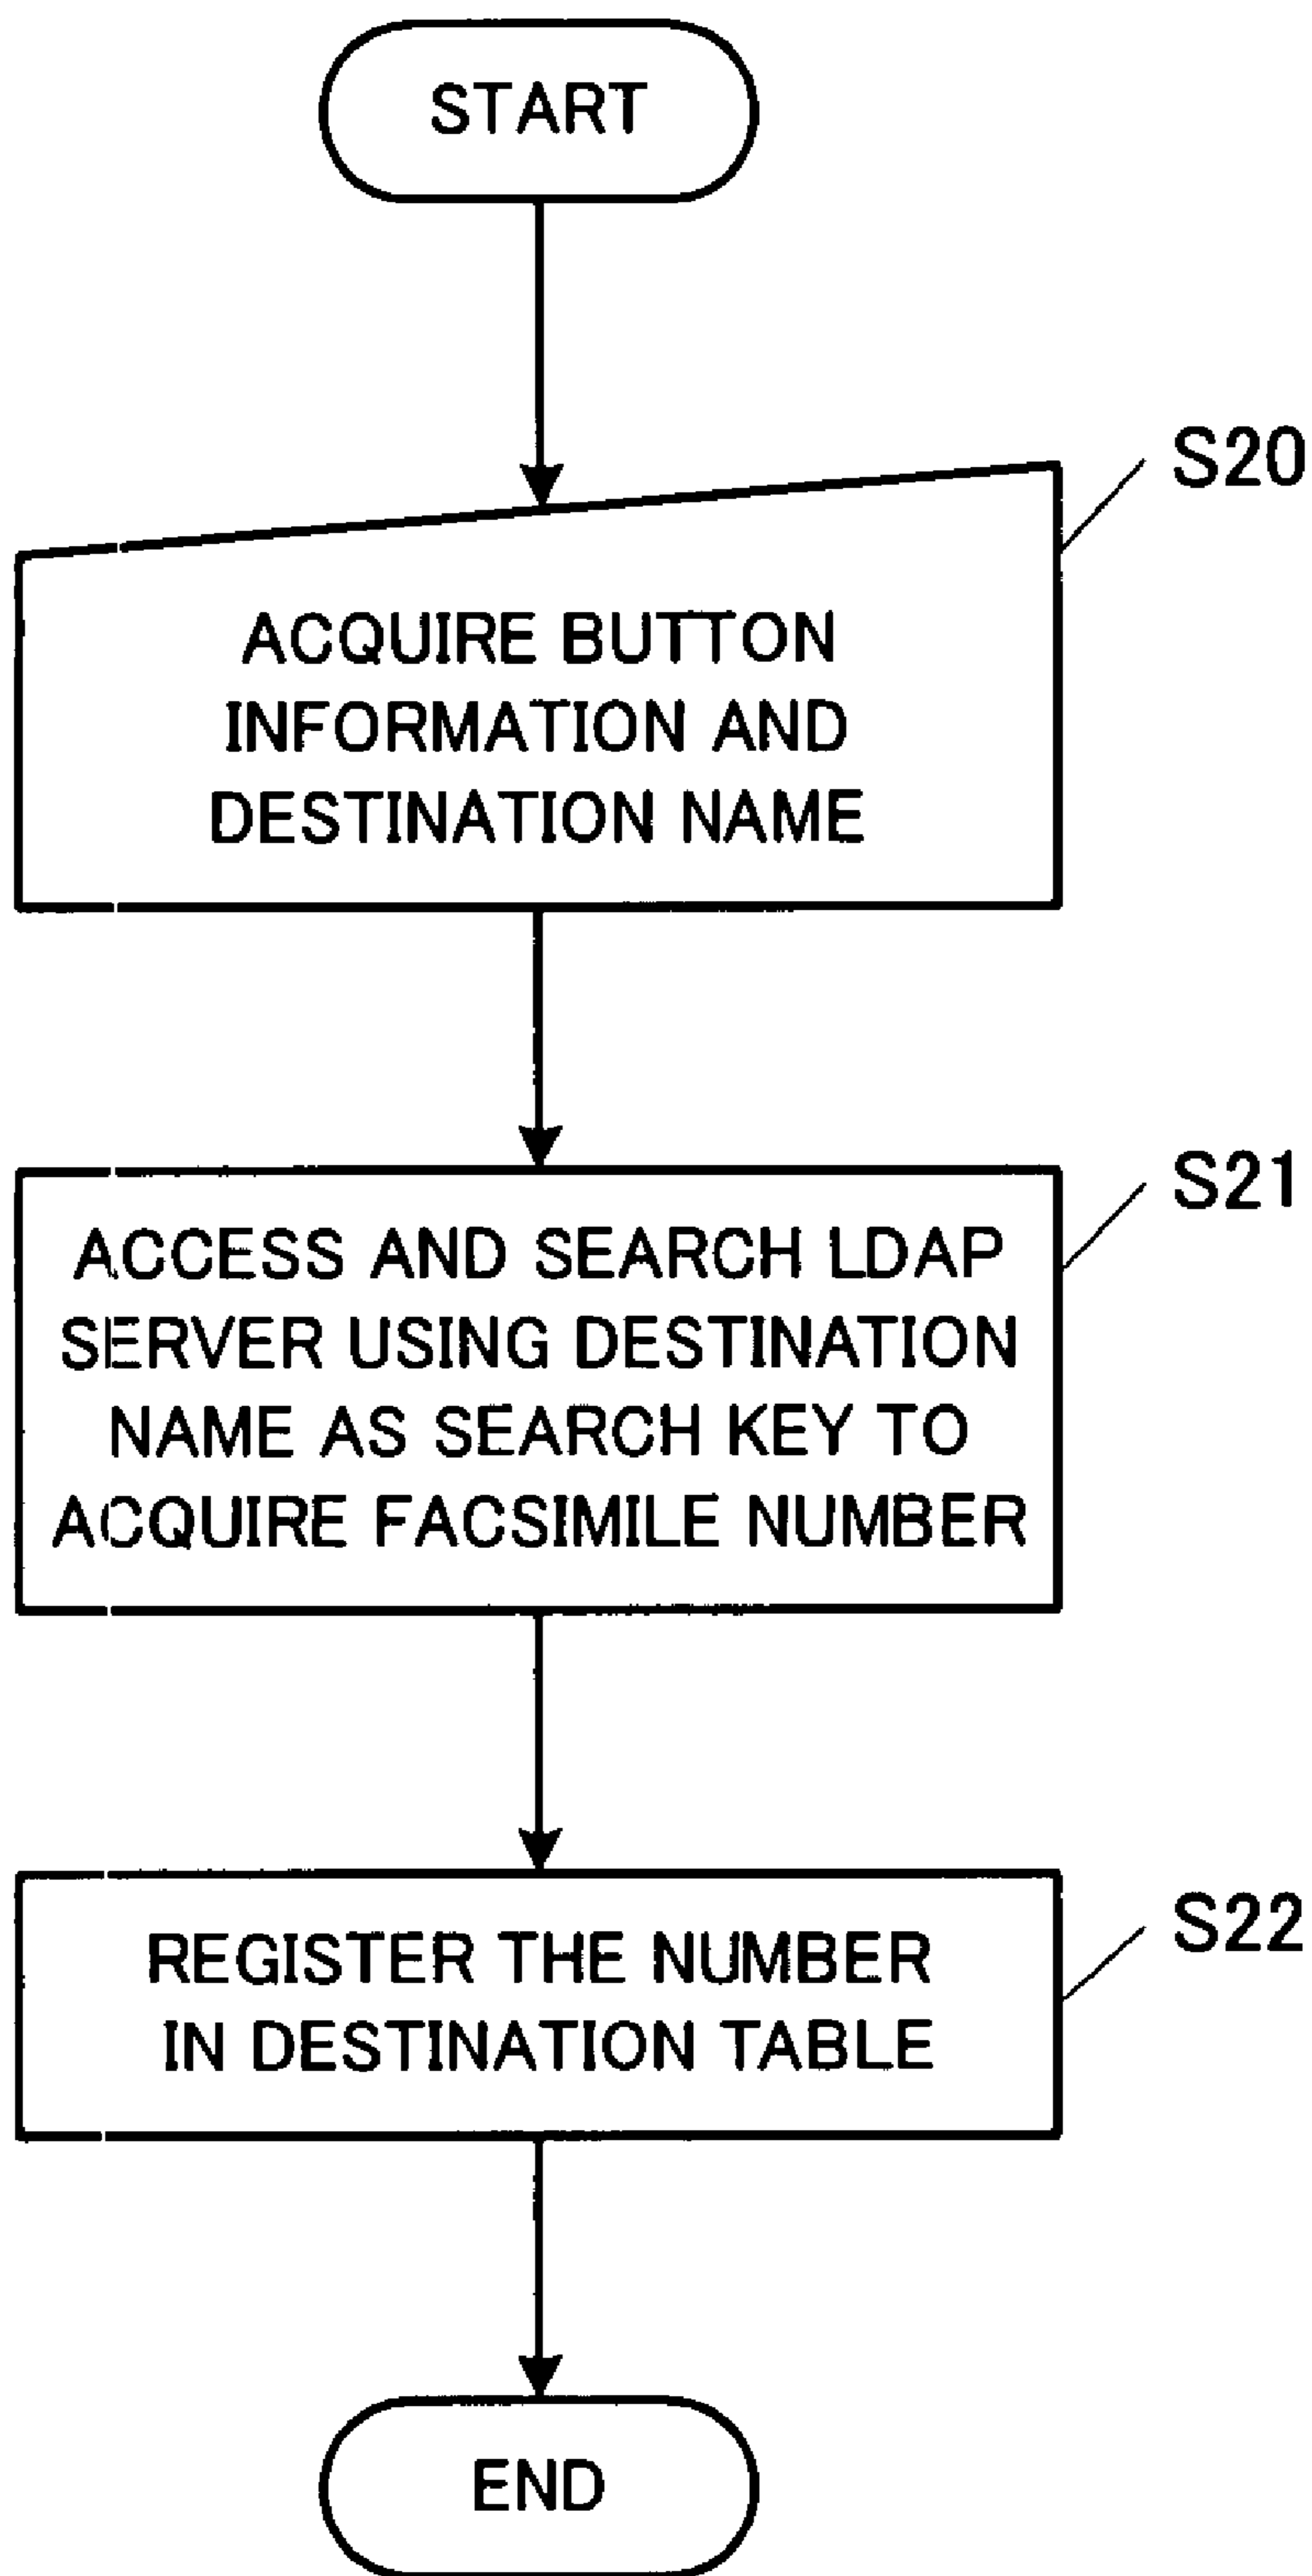 START
S20
ACQUIRE BUTTON
INFORMATION AND
DESTINATION NAME
S21
ACCESS AND SEARCH LDAP
SERVER USING DESTINATION
NAME AS SEARCH KEY TO
ACQUIRE FACSIMILE NUMBER
S22
REGISTER THE NUMBER
IN DESTINATION TABLE
END